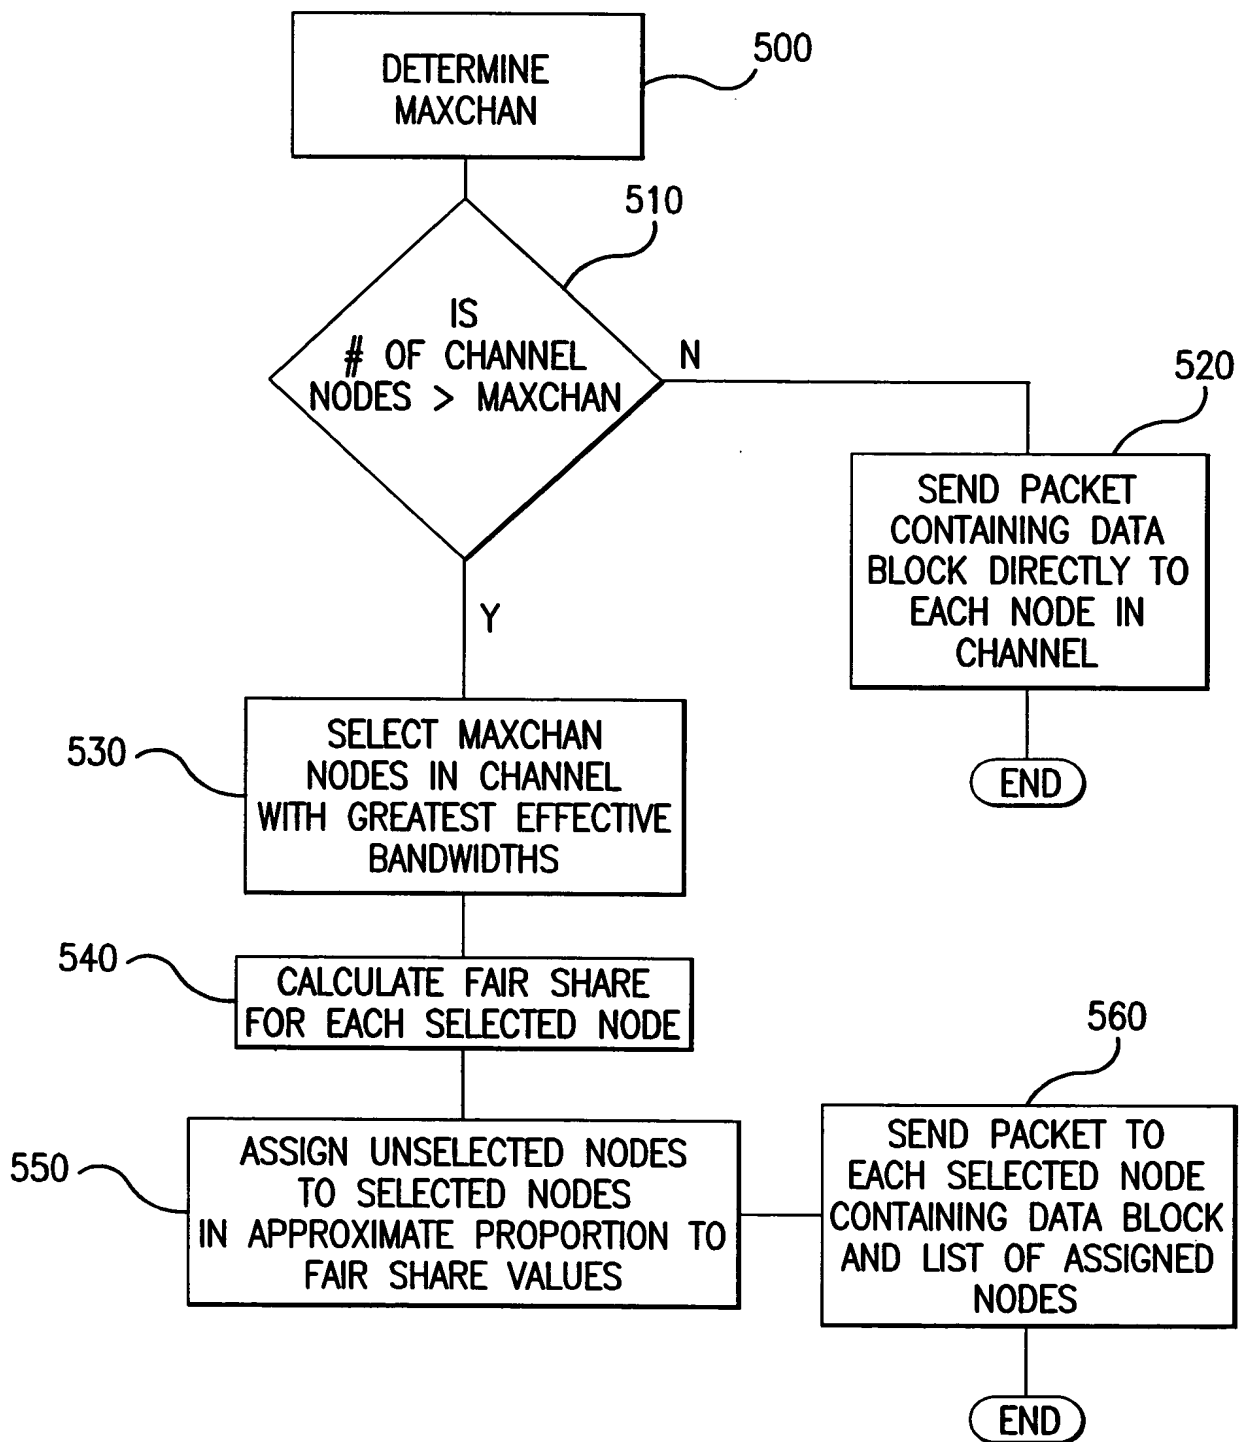 DETERMINE
MAXCHAN
500
510
IS
# OF CHANNEL
NODES > MAXCHAN
N
520
SEND PACKET
CONTAINING DATA
BLOCK DIRECTLY TO
EACH NODE IN
CHANNEL
END
Y
530
SELECT MAXCHAN
NODES IN CHANNEL
WITH GREATEST EFFECTIVE
BANDWIDTHS
540
CALCULATE FAIR SHARE
FOR EACH SELECTED NODE
550
ASSIGN UNSELECTED NODES
TO SELECTED NODES
IN APPROXIMATE PROPORTION TO
FAIR SHARE VALUES
560
SEND PACKET TO
EACH SELECTED NODE
CONTAINING DATA BLOCK
AND LIST OF ASSIGNED
NODES
END